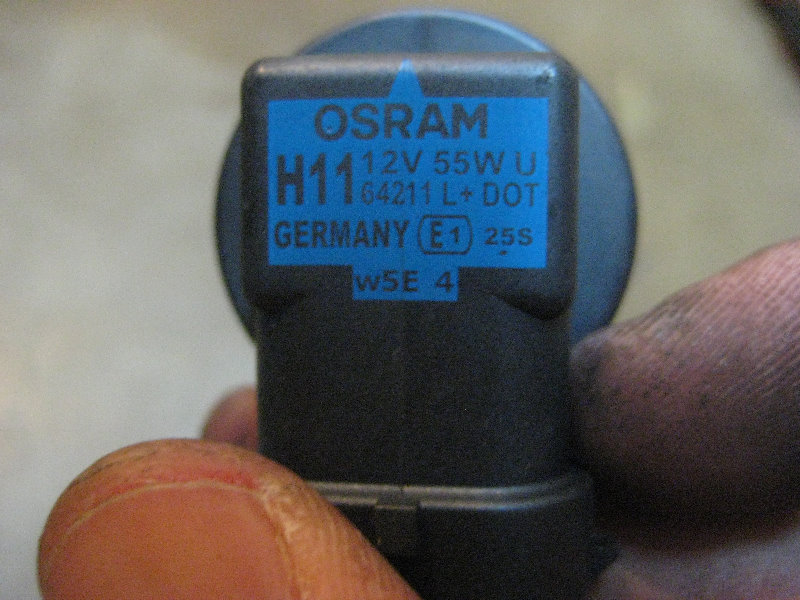 OSRAM
H11 12V 55W U
64211 L+ DOT
GERMANY E1 25S
w5E 4